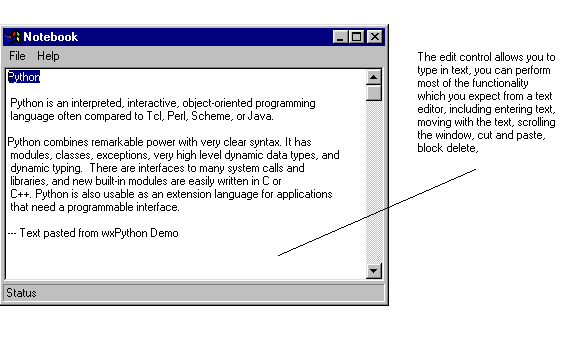 Notebook
File Help
Python
Python is an interpreted, interactive, object-oriented programming
language often compared to Tcl, Perl, Scheme, or Java.
Python combines remarkable power with very clear syntax. It has
modules, classes, exceptions, very high level dynamic data types, and
dynamic typing. There are interfaces to many system calls and
libraries, and new built-in modules are easily written in C or
C++. Python is also usable as an extension language for applications
that need a programmable interface.
--- Text pasted from wxPython Demo
Status
The edit control allows you to
type in text, you can perform
most of the functionality
which you expect from a text
editor, including entering text,
moving with the text, scrolling
the window, cut and paste,
block delete,